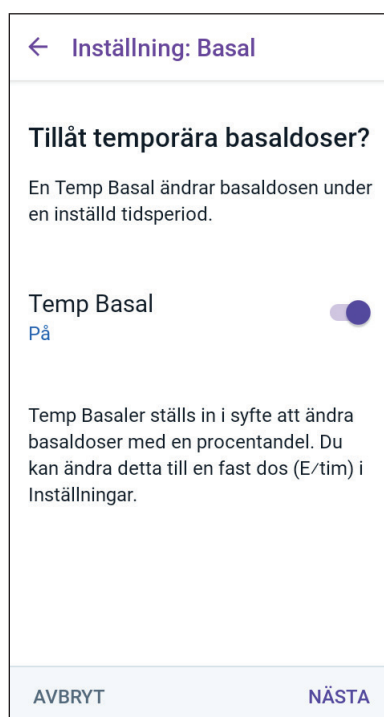 Inställning: Basal
Tillåt temporära basaldoser?
En Temp Basal ändrar basaldosen under
en inställd tidsperiod.
Temp Basal
På
Temp Basaler ställs in i syfte att ändra
basaldoser med en procentandel. Du
kan ändra detta till en fast dos (E/tim) i
Inställningar.
AVBRYT
NÄSTA